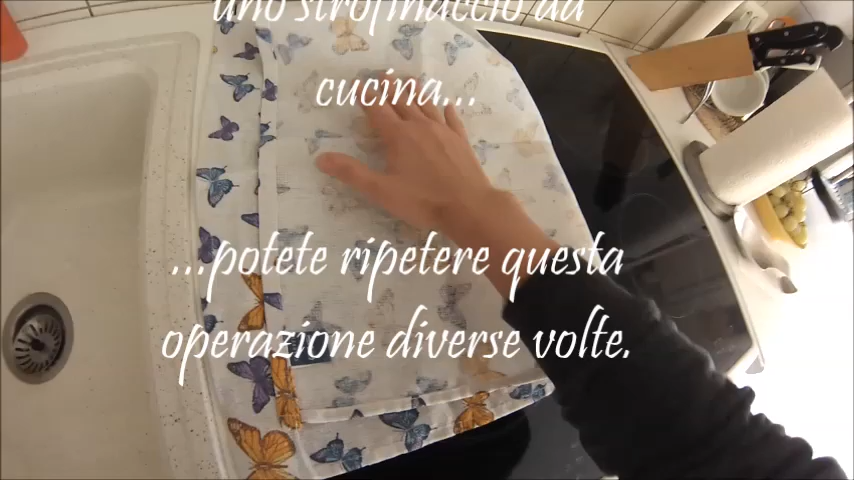 uno strofinaccio da
cucina...
...potete ripetere questa
operazione diverse volte.